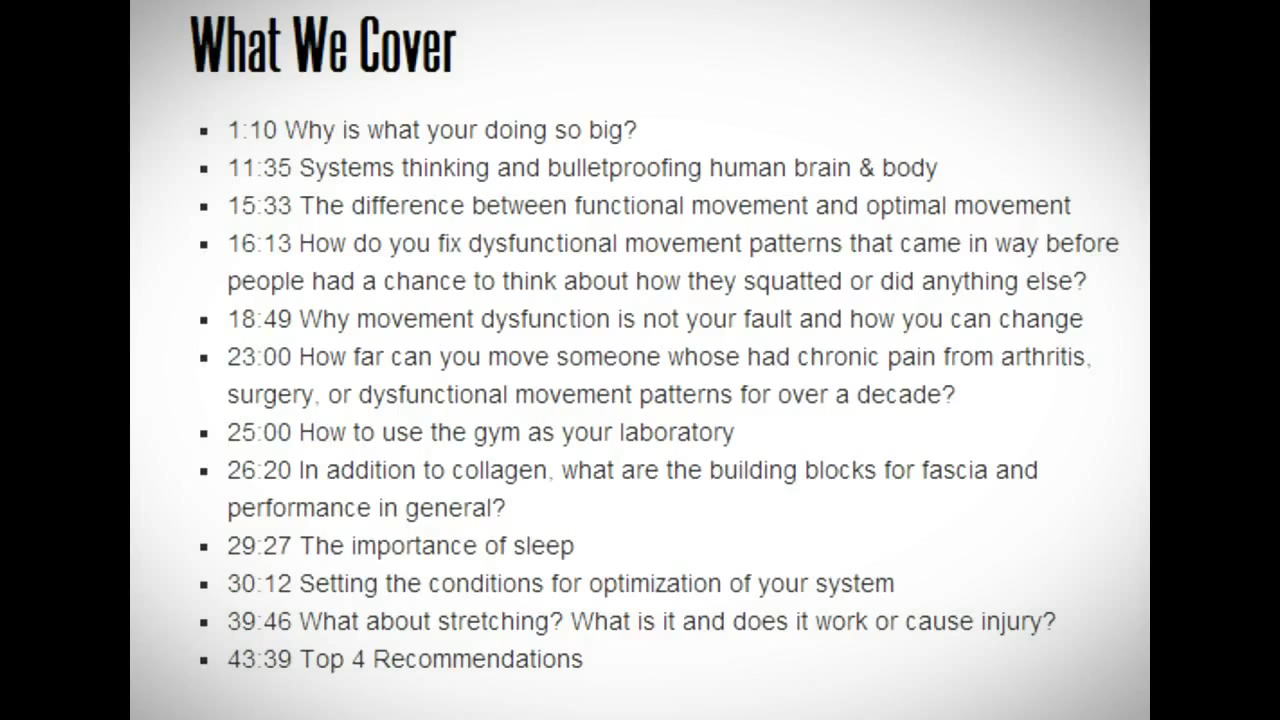 What We Cover
▪ 1:10 Why is what your doing so big?
▪ 11:35 Systems thinking and bulletproofing human brain & body
▪ 15:33 The difference between functional movement and optimal movement
▪ 16:13 How do you fix dysfunctional movement patterns that came in way before
people had a chance to think about how they squatted or did anything else?
▪ 18:49 Why movement dysfunction is not your fault and how you can change
▪ 23:00 How far can you move someone whose had chronic pain from arthritis,
surgery, or dysfunctional movement patterns for over a decade?
▪ 25:00 How to use the gym as your laboratory
▪ 26:20 In addition to collagen, what are the building blocks for fascia and
performance in general?
▪ 29:27 The importance of sleep
▪ 30:12 Setting the conditions for optimization of your system
▪ 39:46 What about stretching? What is it and does it work or cause injury?
▪ 43:39 Top 4 Recommendations